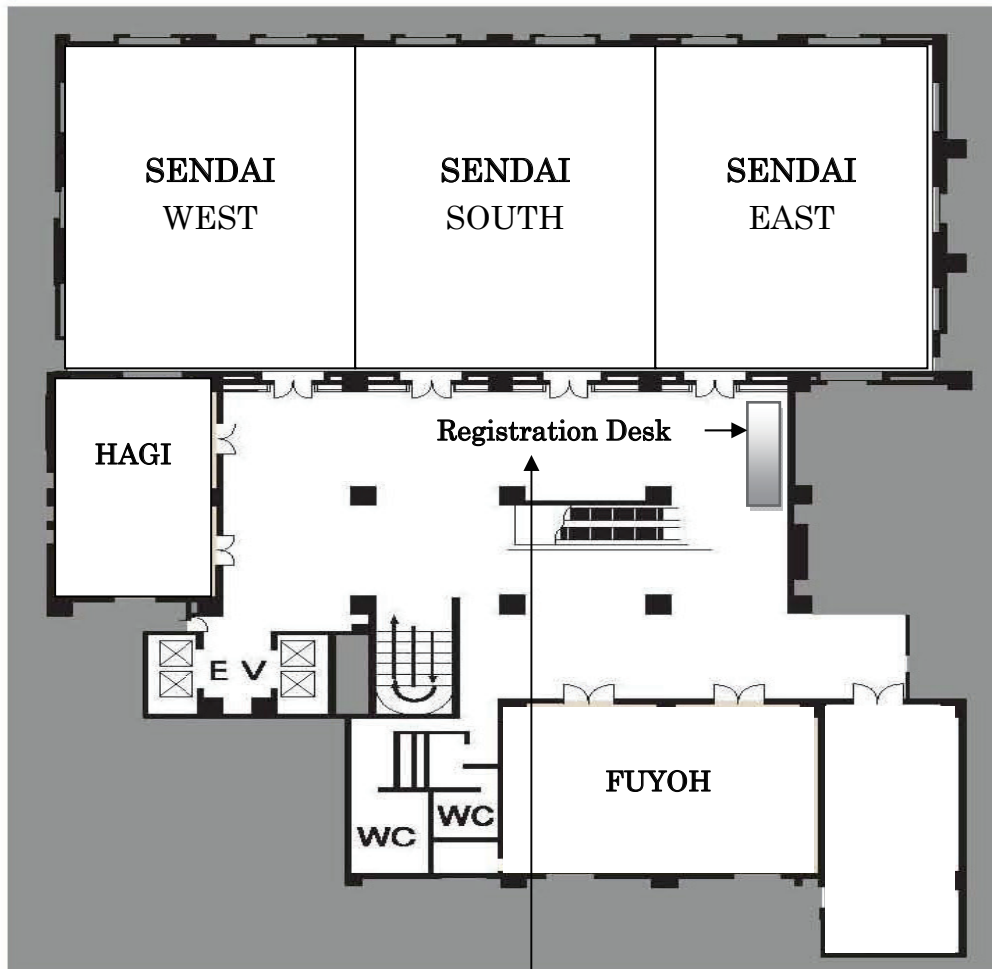 SENDAI
WEST
SENDAI
SOUTH
SENDAI
EAST
HAGI
Registration Desk
E V
FUYOH
WC
WC